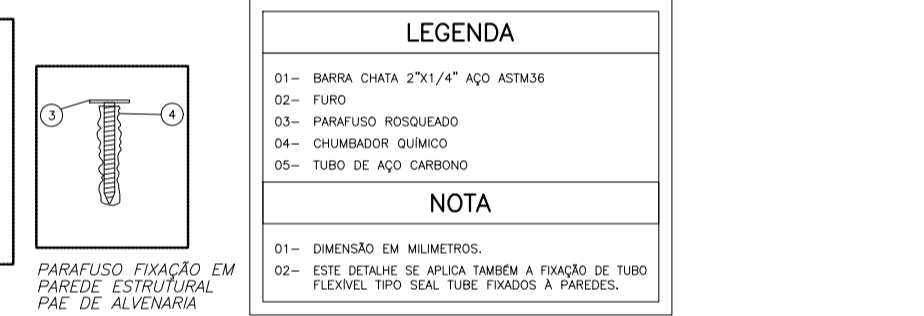 3
4
PARAFUSO FIXAÇÃO EM
PAREDE ESTRUTURAL
PAE DE ALVENARIA
LEGENDA
01- BARRA CHATA 2"X1/4" AÇO ASTM36
02- FURO
03- PARAFUSO ROSQUEADO
04- CHUMBADOR QUÍMICO
05- TUBO DE AÇO CARBONO
NOTA
01- DIMENSÃO EM MILIMETROS.
02- ESTE DETALHE SE APLICA TAMBÉM A FIXAÇÃO DE TUBO
FLEXÍVEL TIPO SEAL TUBE FIXADOS À PAREDES.